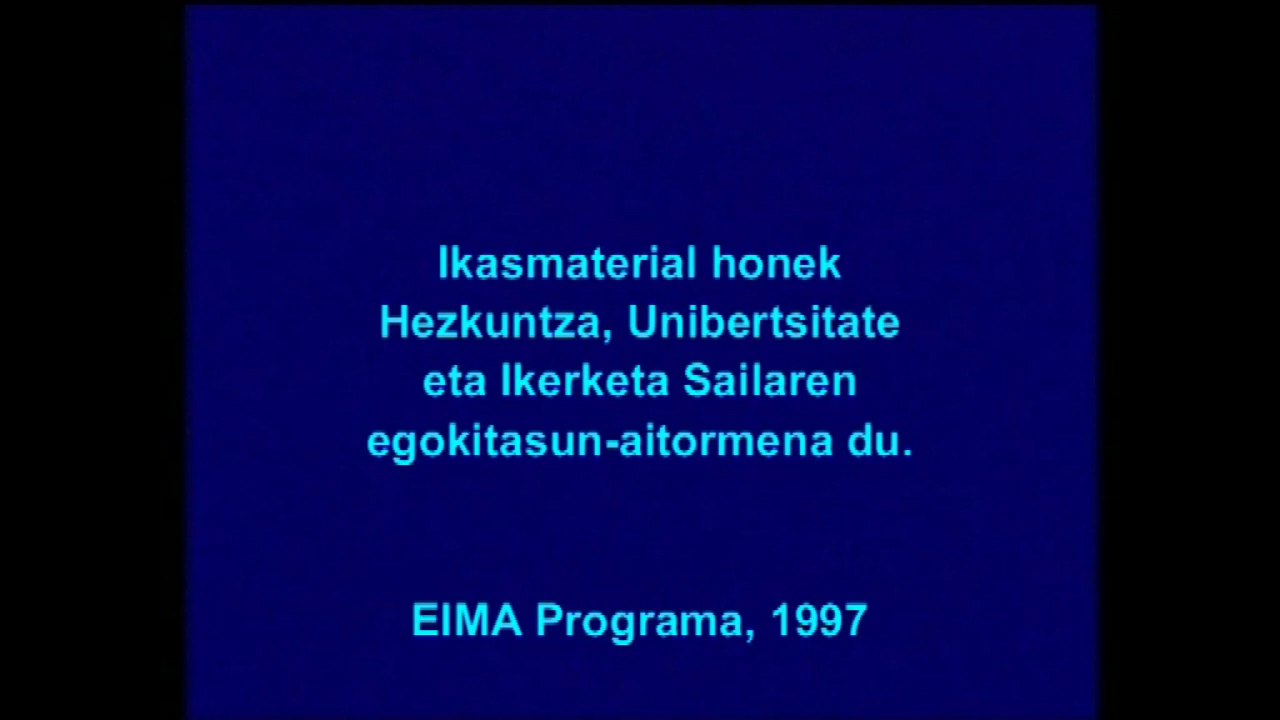 Ikasmaterial honek
Hezkuntza, Unibertsitate
eta Ikerketa Sailaren
egokitasun-aitormena du.
EIMA Programa, 1997